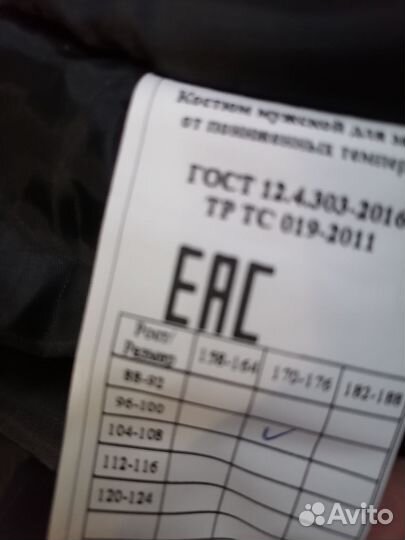 Костюм мужской для
от пониженных темпер
ГОСТ 12.4.303-2016
ТР ТС 019-2011
EAC
Рост/ Размер 158-164 170-176 182-188
88-92
96-100
104-108 ✓
112-116
120-124
Avito